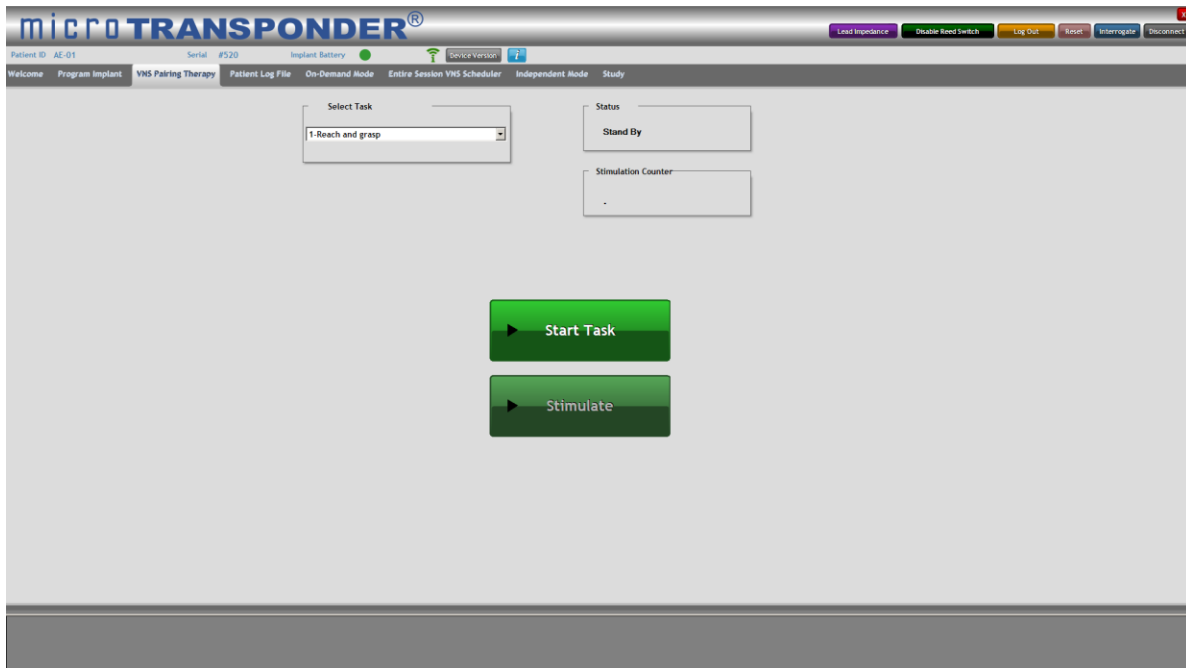 microTRANSPONDER®
X
Lead Impedance Disable Reed Switch Log Out Reset Interrogate Disconnect
Patient ID AE-01 Serial #520 Implant Battery Device Version i
Welcome Program Implant VNS Pairing Therapy Patient Log File On-Demand Mode Entire Session VNS Scheduler Independent Mode Study
Select Task
1-Reach and grasp
Status
Stand By
Stimulation Counter
-
Start Task
Stimulate